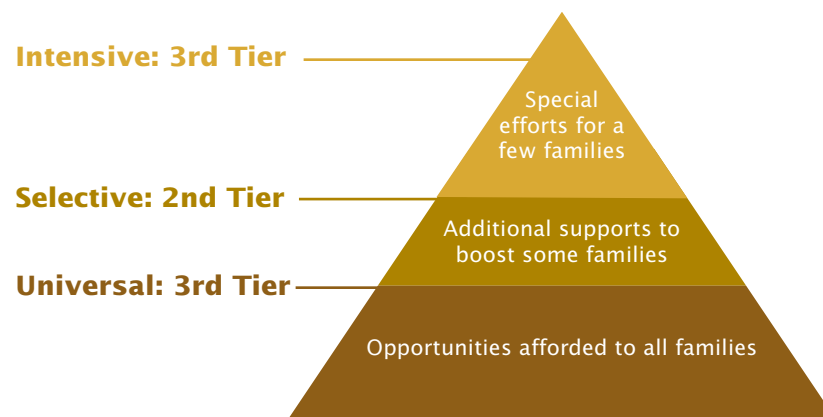 Intensive: 3rd Tier
Special
efforts for a
few families
Selective: 2nd Tier
Additional supports to
boost some families
Universal: 3rd Tier
Opportunities afforded to all families